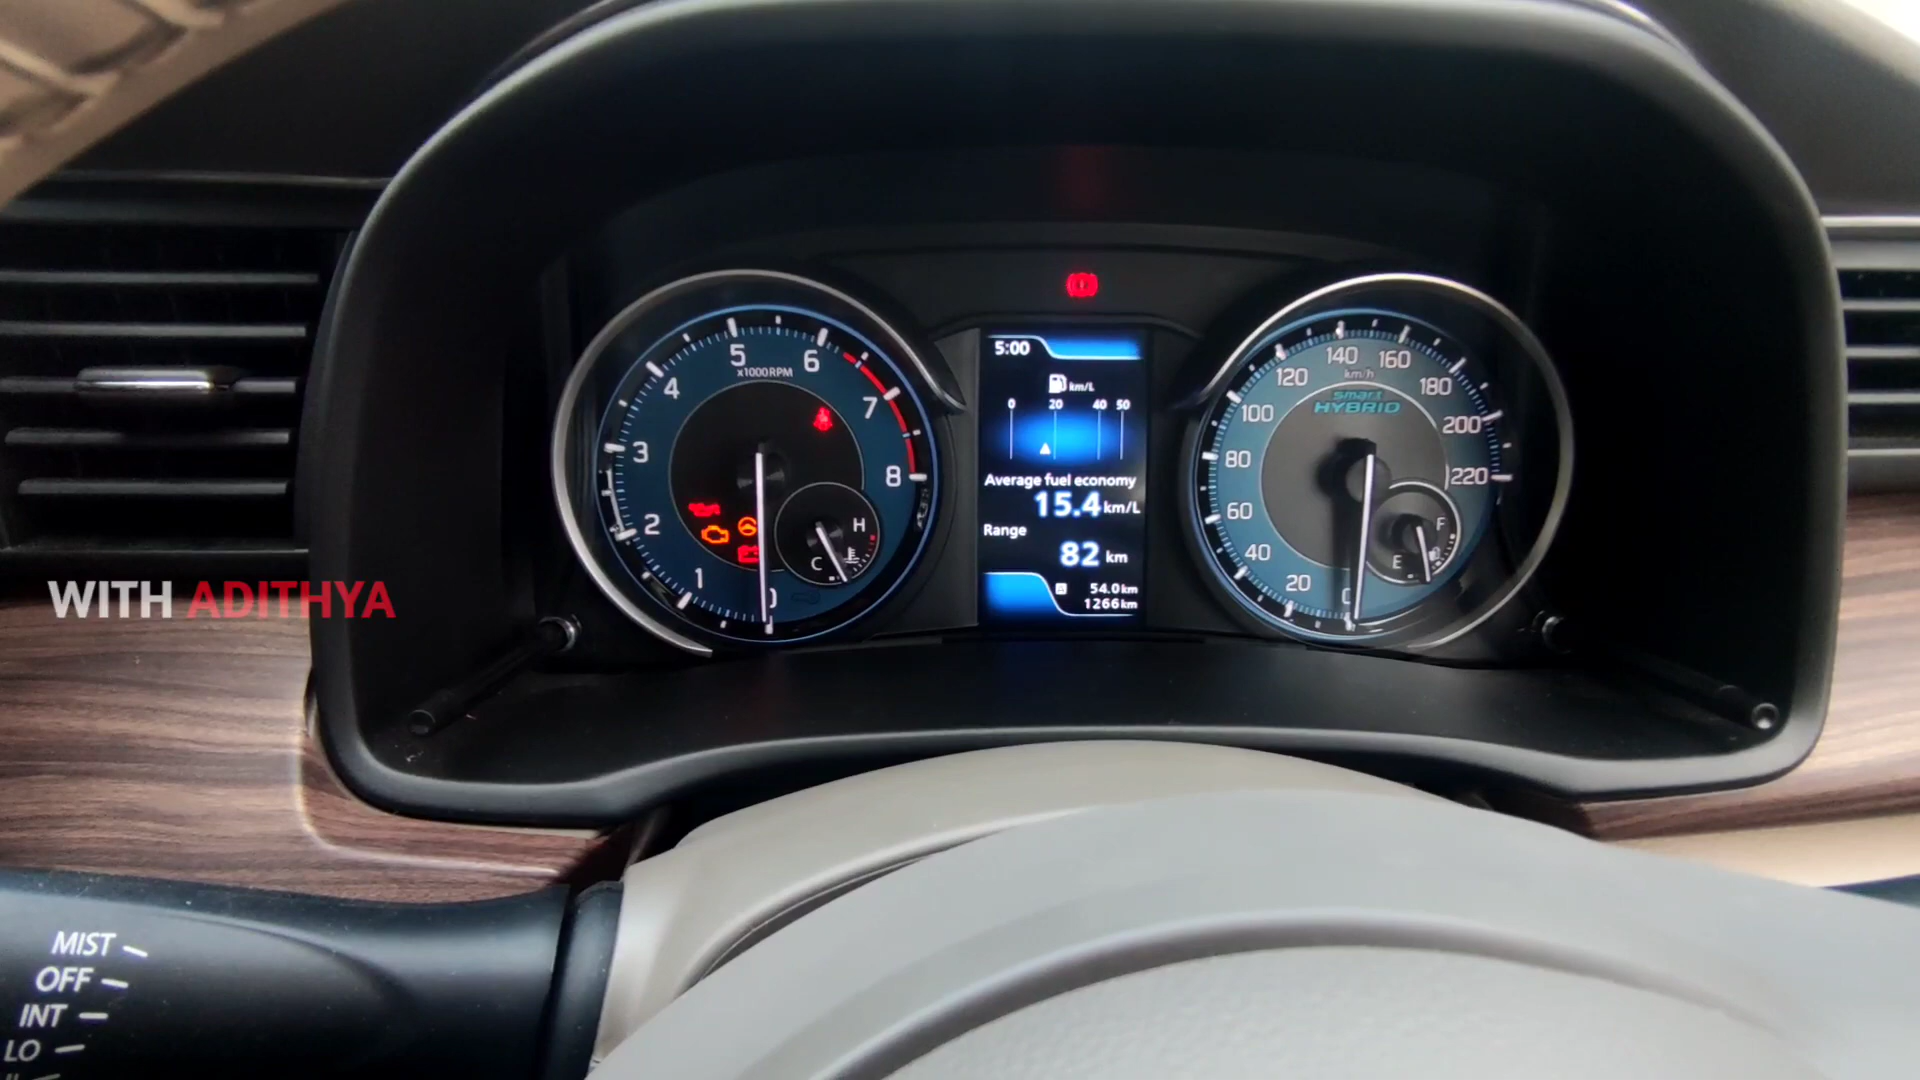 5:00
km/L
0 20 40 50
Average fuel economy
15.4 km/L
Range
82 km
54.0 km
1266 km
0 1 2 3 4 5 6 7 8
x1000RPM
C H
0 20 40 60 80 100 120 140 160 180 200 220
km/h
smart
HYBRID
E F
WITH ADITHYA
MIST
OFF
INT
LO